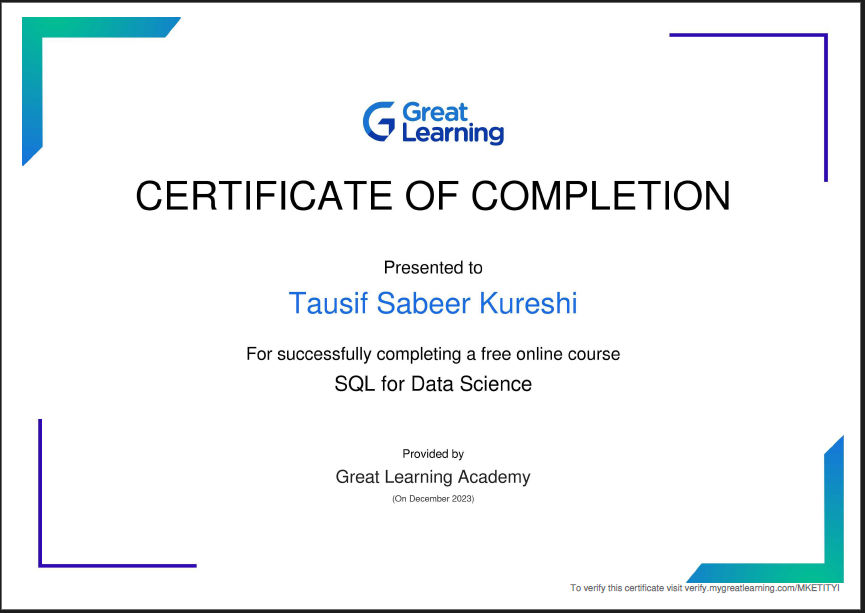 Great
Learning
CERTIFICATE OF COMPLETION
Presented to
Tausif Sabeer Kureshi
For successfully completing a free online course
SQL for Data Science
Provided by
Great Learning Academy
(On December 2023)
To verify this certificate visit verify.mygreatlearning.com/MKETITYI